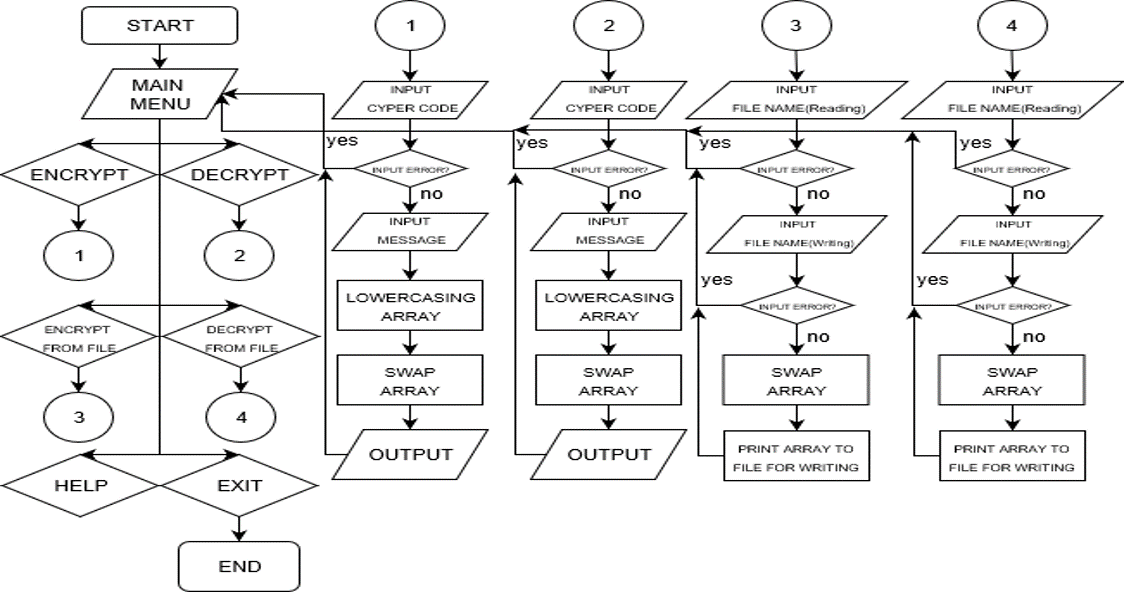 START
MAIN
MENU
ENCRYPT
DECRYPT
1
2
ENCRYPT
FROM FILE
DECRYPT
FROM FILE
3
4
HELP
EXIT
END
1
INPUT
CYPER CODE
yes
INPUT ERROR?
no
INPUT
MESSAGE
LOWERCASING
ARRAY
SWAP
ARRAY
OUTPUT
2
INPUT
CYPER CODE
yes
INPUT ERROR?
no
INPUT
MESSAGE
LOWERCASING
ARRAY
SWAP
ARRAY
OUTPUT
3
INPUT
FILE NAME(Reading)
yes
INPUT ERROR?
no
INPUT
FILE NAME(Writing)
yes
INPUT ERROR?
no
SWAP
ARRAY
PRINT ARRAY TO
FILE FOR WRITING
4
INPUT
FILE NAME(Reading)
yes
INPUT ERROR?
no
INPUT
FILE NAME(Writing)
yes
INPUT ERROR?
no
SWAP
ARRAY
PRINT ARRAY TO
FILE FOR WRITING